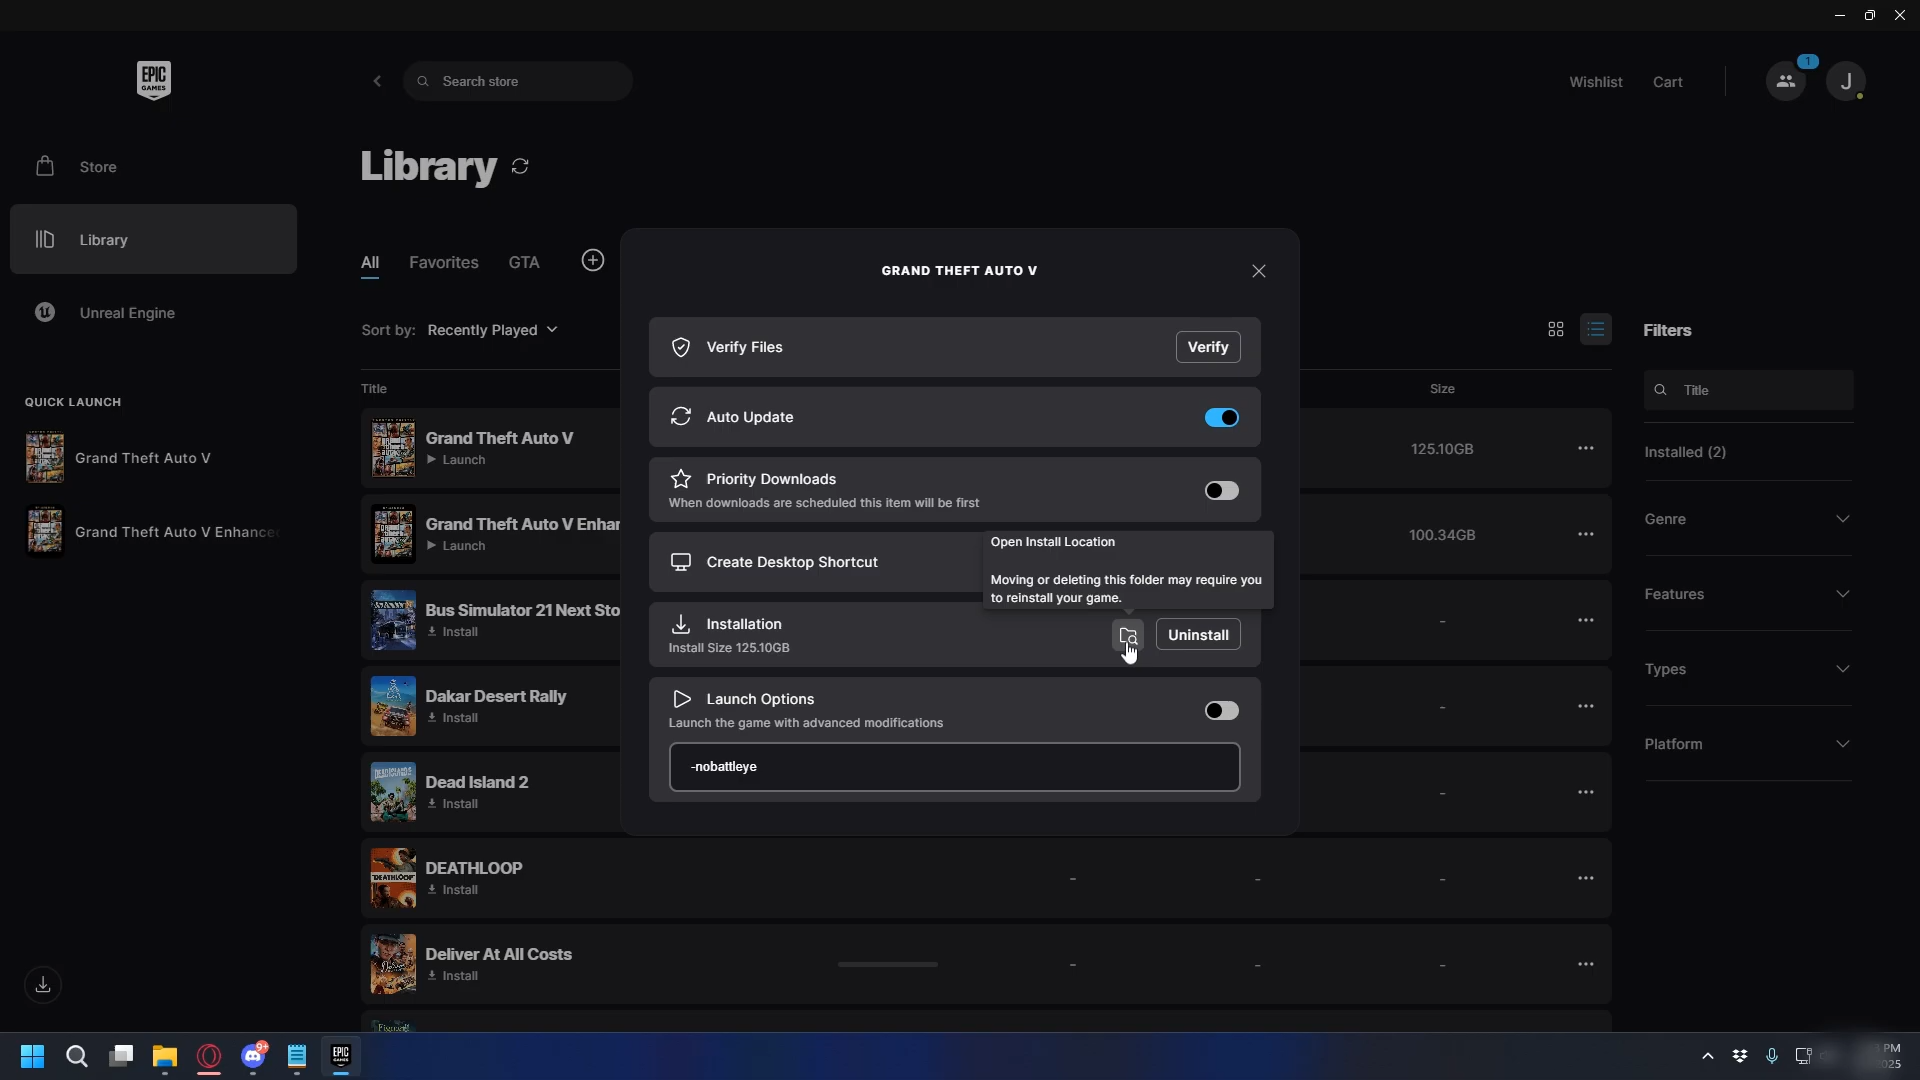 EPIC
GAMES
Search store
Wishlist
Cart
1
J
Store
Library
Unreal Engine
QUICK LAUNCH
Grand Theft Auto V
Grand Theft Auto V Enhanced
Library
All
Favorites
GTA
Sort by: Recently Played
Title
Size
Grand Theft Auto V
Launch
125.10GB
Grand Theft Auto V Enhan
Launch
100.34GB
Bus Simulator 21 Next Sto
Install
-
Dakar Desert Rally
Install
-
Dead Island 2
Install
-
DEATHLOOP
Install
- - -
Deliver At All Costs
Install
- - -
Filters
Title
Installed (2)
Genre
Features
Types
Platform
GRAND THEFT AUTO V
Verify Files
Verify
Auto Update
Priority Downloads
When downloads are scheduled this item will be first
Create Desktop Shortcut
Open Install Location
Moving or deleting this folder may require you
to reinstall your game.
Installation
Install Size 125.10GB
Uninstall
Launch Options
Launch the game with advanced modifications
-nobattleye
9+
EPIC
GAMES
PM
025